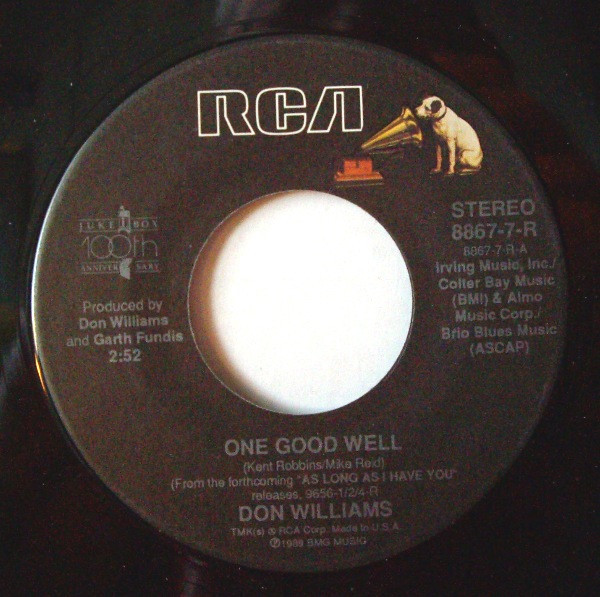 RCA
JUKE BOX
100th
ANNIVERSARY
Produced by
Don Williams
and Garth Fundis
2:52
STEREO
8867-7-R
8867-7-R-A
Irving Music, Inc./
Colter Bay Music
(BMI) & Almo
Music Corp./
Brio Blues Music
(ASCAP)
ONE GOOD WELL
(Kent Robbins/Mike Reid)
(From the forthcoming "AS LONG AS I HAVE YOU"
releases, 9656-1/2/4-R
DON WILLIAMS
TMK(s) ® RCA Corp. Made in U.S.A.
℗1989 BMG MUSIC